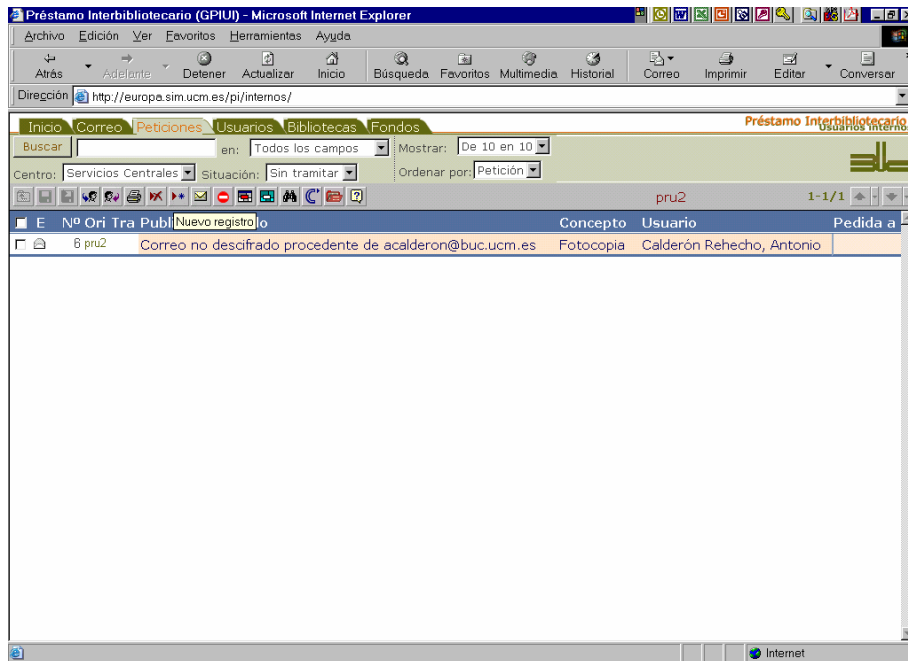 Préstamo Interbibliotecario (GPIUI) - Microsoft Internet Explorer
Archivo Edición Ver Favoritos Herramientas Ayuda
Atrás Adelante Detener Actualizar Inicio Búsqueda Favoritos Multimedia Historial Correo Imprimir Editar Conversar
Dirección http://europa.sim.ucm.es/pi/internos/
Inicio Correo Peticiones Usuarios Bibliotecas Fondos Préstamo Interbibliotecario
Usuarios interno
Buscar en: Todos los campos Mostrar: De 10 en 10
Centro: Servicios Centrales Situación: Sin tramitar Ordenar por: Petición
pru2 1-1/1
E Nº Ori Tra Publi Nuevo registro lo Concepto Usuario Pedida a
6 pru2 Correo no descifrado procedente de acalderon@buc.ucm.es Fotocopia Calderón Rehecho, Antonio
Internet